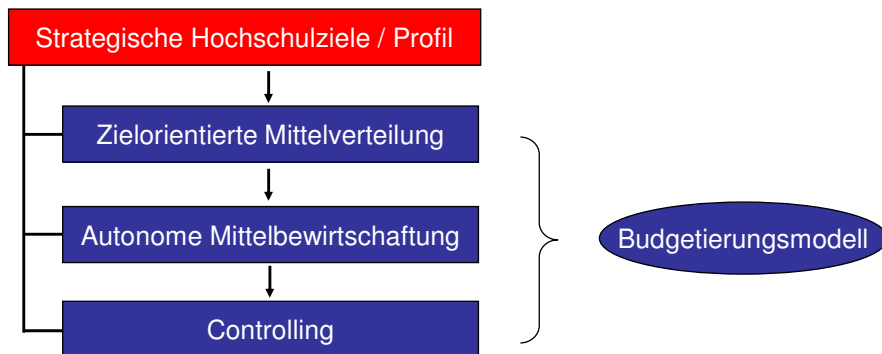 Strategische Hochschulziele / Profil
Zielorientierte Mittelverteilung
Autonome Mittelbewirtschaftung
Budgetierungsmodell
Controlling